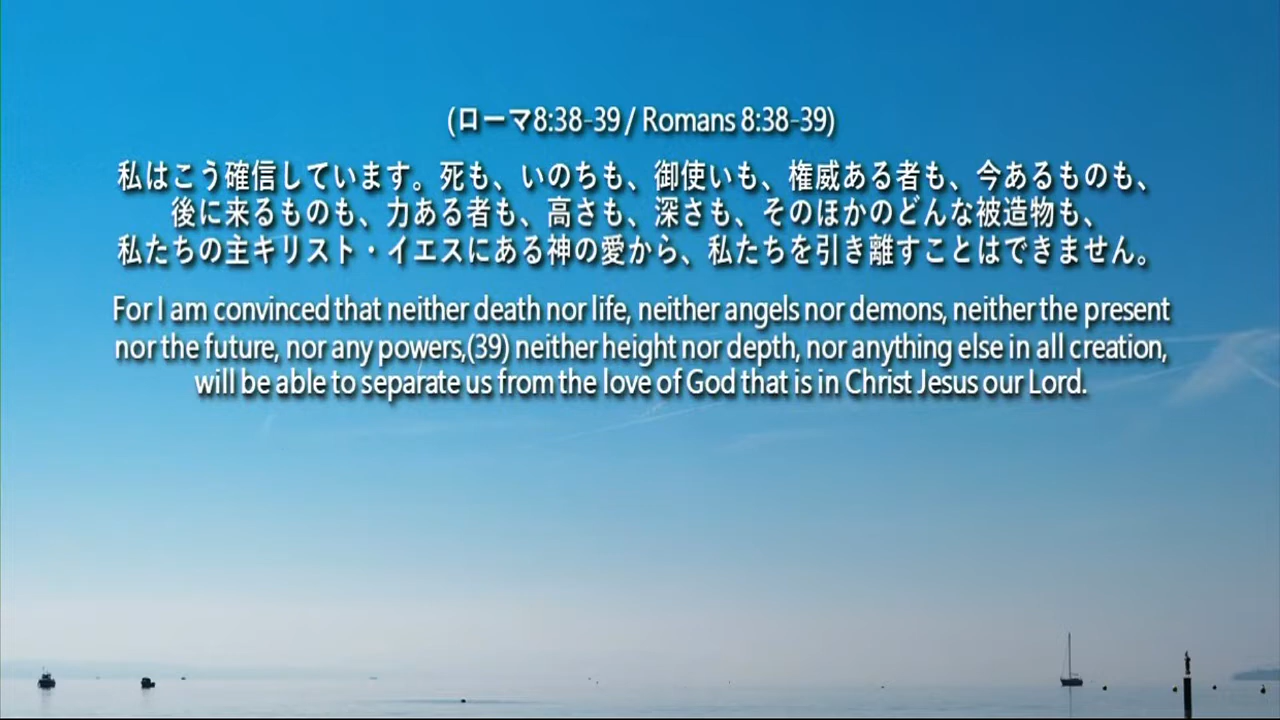 (ローマ8:38-39 / Romans 8:38-39)
私はこう確信しています。死も、いのちも、御使いも、権威ある者も、今あるものも、
後に来るものも、力ある者も、高さも、深さも、そのほかのどんな被造物も、
私たちの主キリスト・イエスにある神の愛から、私たちを引き離すことはできません。
For I am convinced that neither death nor life, neither angels nor demons, neither the present
nor the future, nor any powers,(39) neither height nor depth, nor anything else in all creation,
will be able to separate us from the love of God that is in Christ Jesus our Lord.